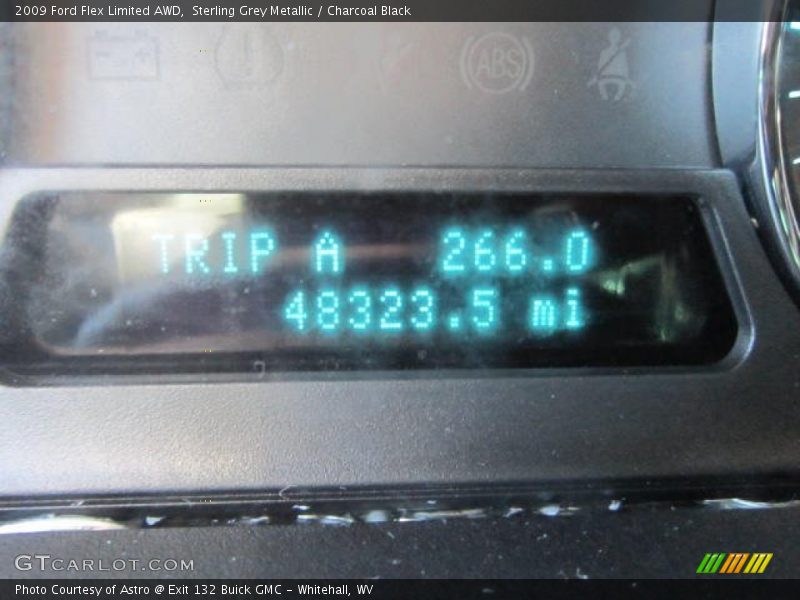 2009 Ford Flex Limited AWD,  Sterling Grey Metallic / Charcoal Black
ABS
TRIP A 266.0
48323.5 mi
GTCARLOT.COM
Photo Courtesy of Astro @ Exit 132 Buick GMC - Whitehall, WV